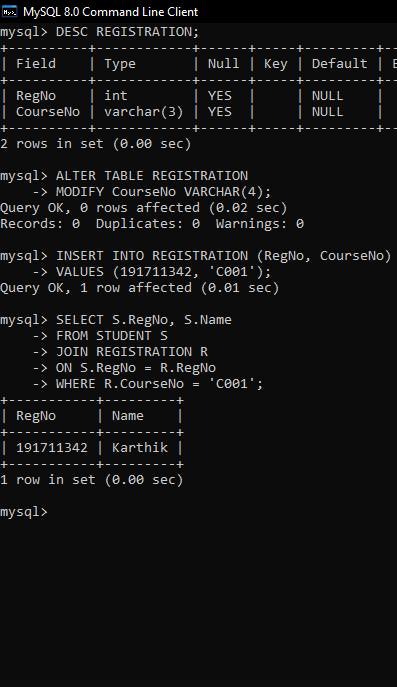 MySQL 8.0 Command Line Client
mysql> DESC REGISTRATION;
+----------+------------+------+-----+---------+--
| Field    | Type       | Null | Key | Default | E
+----------+------------+------+-----+---------+--
| RegNo    | int        | YES  |     | NULL    |
| CourseNo | varchar(3) | YES  |     | NULL    |
+----------+------------+------+-----+---------+--
2 rows in set (0.00 sec)
mysql> ALTER TABLE REGISTRATION
    -> MODIFY CourseNo VARCHAR(4);
Query OK, 0 rows affected (0.02 sec)
Records: 0  Duplicates: 0  Warnings: 0
mysql> INSERT INTO REGISTRATION (RegNo, CourseNo)
    -> VALUES (191711342, 'C001');
Query OK, 1 row affected (0.01 sec)
mysql> SELECT S.RegNo, S.Name
    -> FROM STUDENT S
    -> JOIN REGISTRATION R
    -> ON S.RegNo = R.RegNo
    -> WHERE R.CourseNo = 'C001';
+-----------+---------+
| RegNo     | Name    |
+-----------+---------+
| 191711342 | Karthik |
+-----------+---------+
1 row in set (0.00 sec)
mysql>